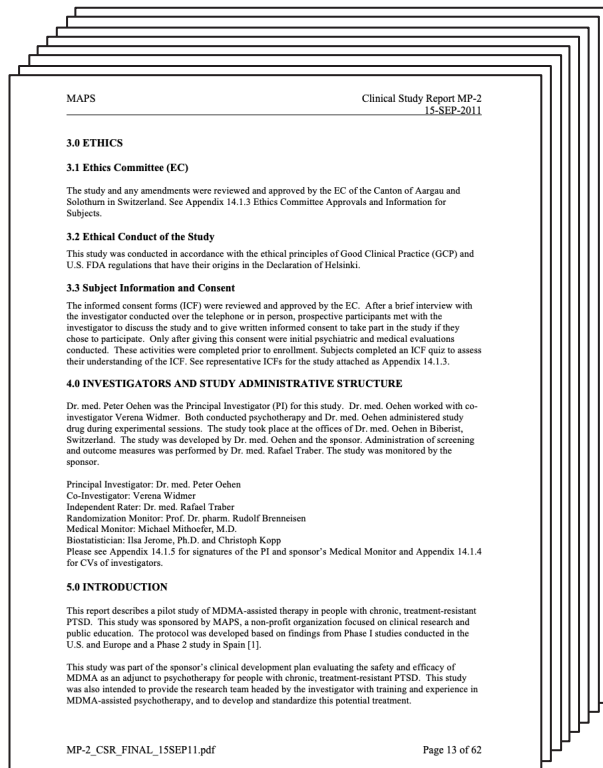 MAPS
Clinical Study Report MP-2
15-SEP-2011
3.0 ETHICS
3.1 Ethics Committee (EC)
The study and any amendments were reviewed and approved by the EC of the Canton of Aargau and
Solothurn in Switzerland. See Appendix 14.1.3 Ethics Committee Approvals and Information for
Subjects.
3.2 Ethical Conduct of the Study
This study was conducted in accordance with the ethical principles of Good Clinical Practice (GCP) and
U.S. FDA regulations that have their origins in the Declaration of Helsinki.
3.3 Subject Information and Consent
The informed consent forms (ICF) were reviewed and approved by the EC. After a brief interview with
the investigator conducted over the telephone or in person, prospective participants met with the
investigator to discuss the study and to give written informed consent to take part in the study if they
chose to participate. Only after giving this consent were initial psychiatric and medical evaluations
conducted. These activities were completed prior to enrollment. Subjects completed an ICF quiz to assess
their understanding of the ICF. See representative ICFs for the study attached as Appendix 14.1.3.
4.0 INVESTIGATORS AND STUDY ADMINISTRATIVE STRUCTURE
Dr. med. Peter Oehen was the Principal Investigator (PI) for this study. Dr. med. Oehen worked with co-
investigator Verena Widmer. Both conducted psychotherapy and Dr. med. Oehen administered study
drug during experimental sessions. The study took place at the offices of Dr. med. Oehen in Biberist,
Switzerland. The study was developed by Dr. med. Oehen and the sponsor. Administration of screening
and outcome measures was performed by Dr. med. Rafael Traber. The study was monitored by the
sponsor.
Principal Investigator: Dr. med. Peter Oehen
Co-Investigator: Verena Widmer
Independent Rater: Dr. med. Rafael Traber
Randomization Monitor: Prof. Dr. pharm. Rudolf Brenneisen
Medical Monitor: Michael Mithoefer, M.D.
Biostatistician: Ilsa Jerome, Ph.D. and Christoph Kopp
Please see Appendix 14.1.5 for signatures of the PI and sponsor's Medical Monitor and Appendix 14.1.4
for CVs of investigators.
5.0 INTRODUCTION
This report describes a pilot study of MDMA-assisted therapy in people with chronic, treatment-resistant
PTSD. This study was sponsored by MAPS, a non-profit organization focused on clinical research and
public education. The protocol was developed based on findings from Phase I studies conducted in the
U.S. and Europe and a Phase 2 study in Spain [1].
This study was part of the sponsor's clinical development plan evaluating the safety and efficacy of
MDMA as an adjunct to psychotherapy for people with chronic, treatment-resistant PTSD. This study
was also intended to provide the research team headed by the investigator with training and experience in
MDMA-assisted psychotherapy, and to develop and standardize this potential treatment.
MP-2_CSR_FINAL_15SEP11.pdf
Page 13 of 62